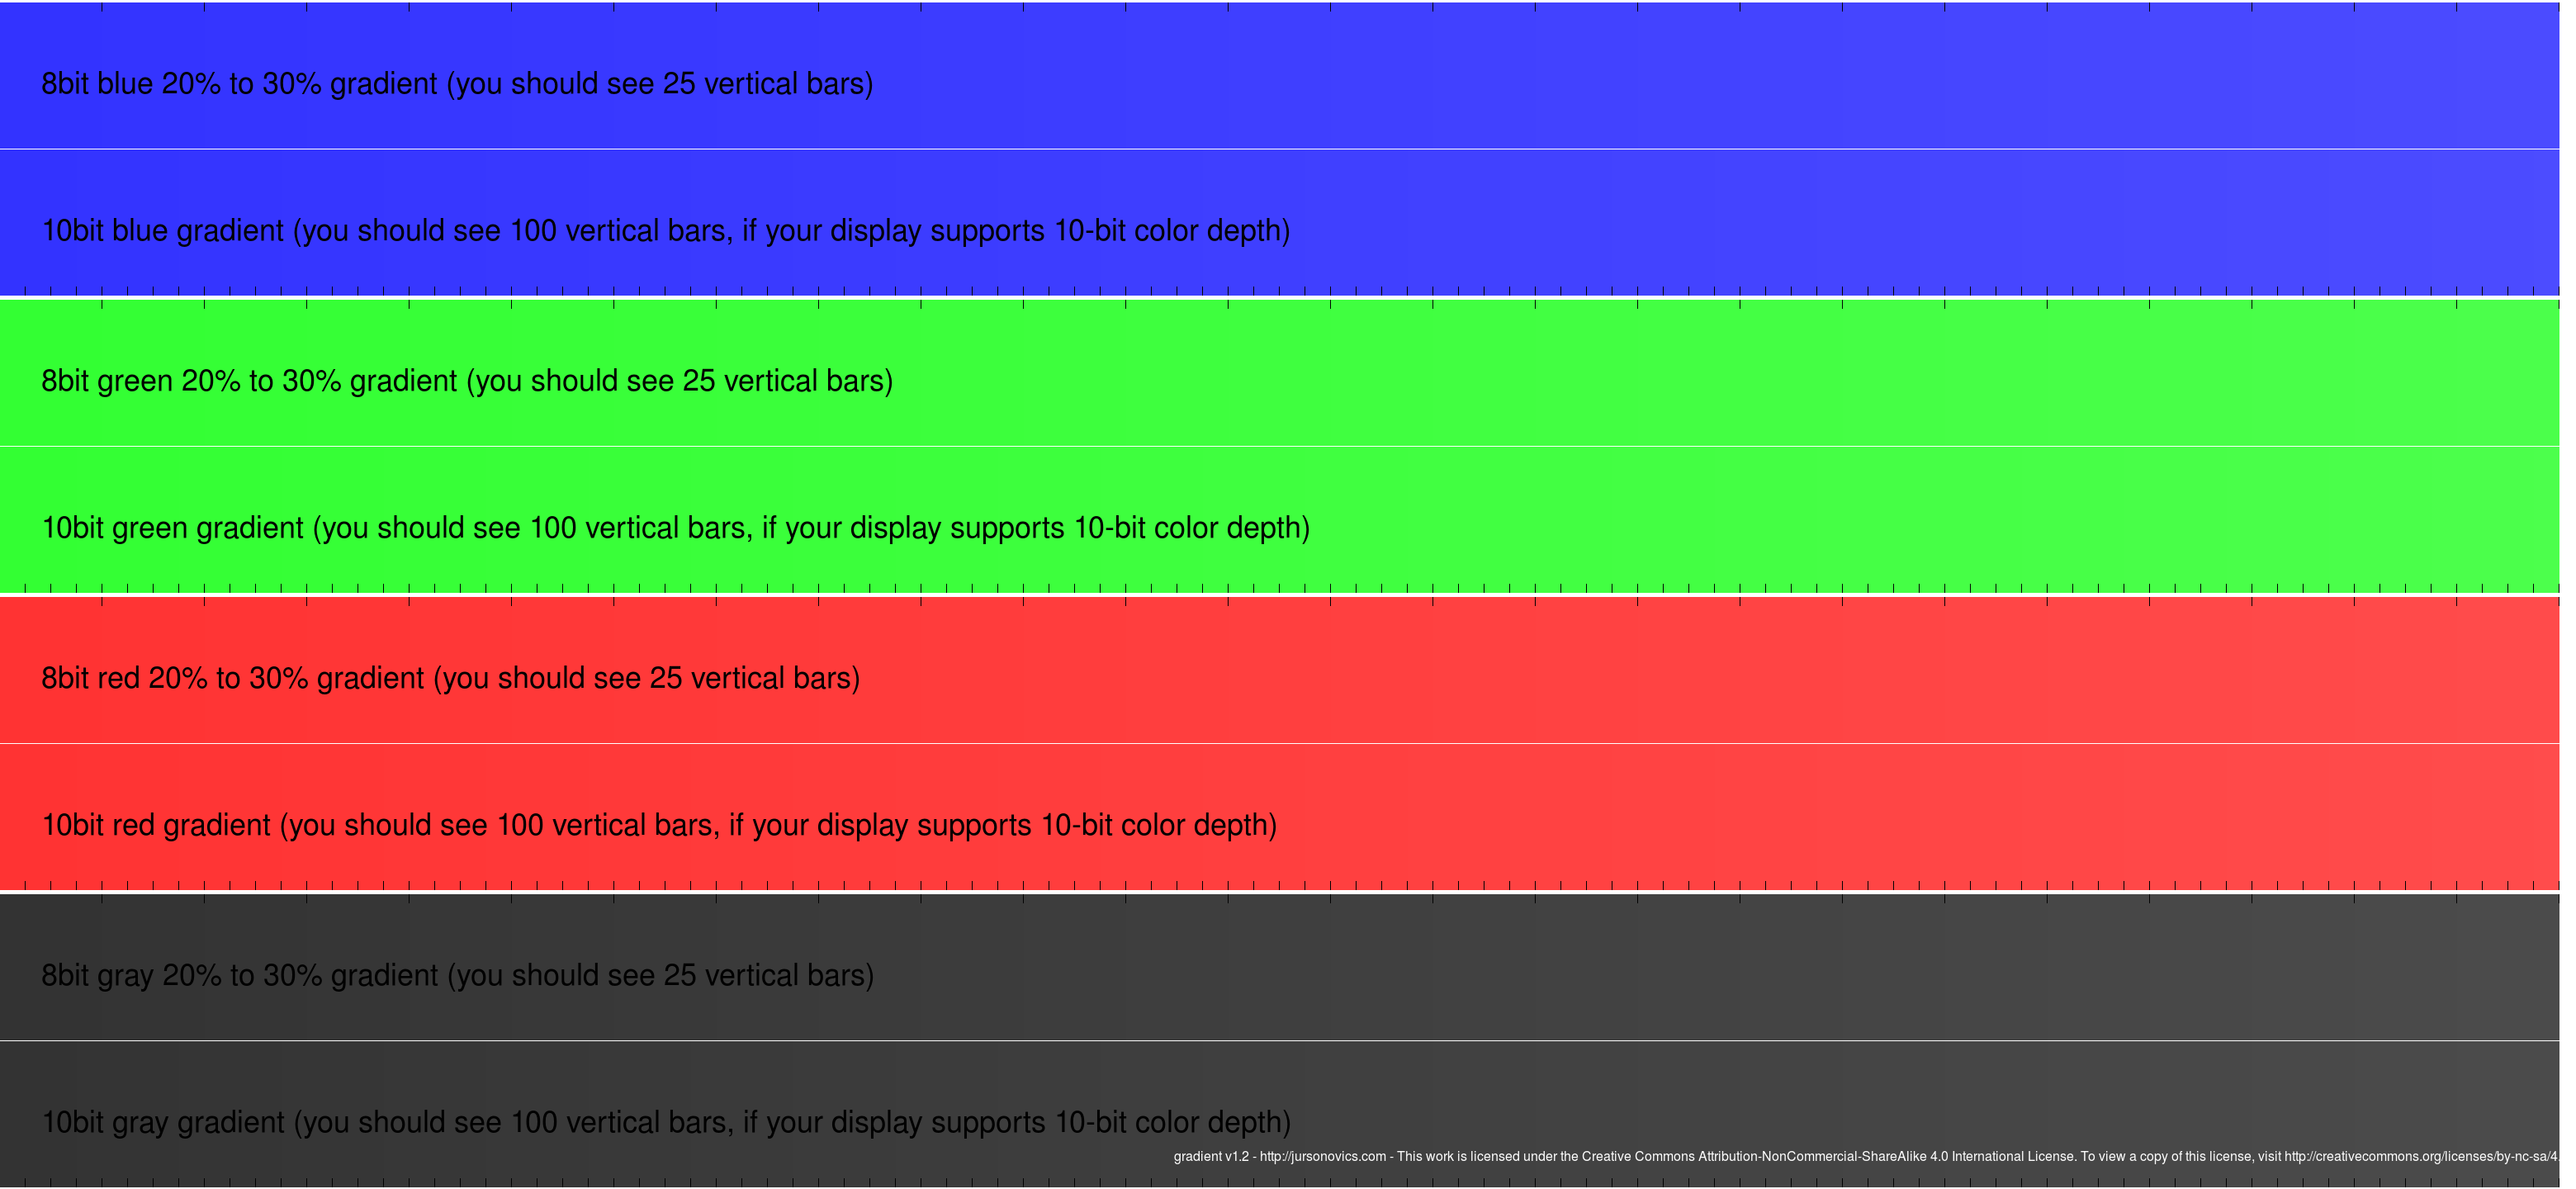 8bit blue 20% to 30% gradient (you should see 25 vertical bars)
10bit blue gradient (you should see 100 vertical bars, if your display supports 10-bit color depth)
8bit green 20% to 30% gradient (you should see 25 vertical bars)
10bit green gradient (you should see 100 vertical bars, if your display supports 10-bit color depth)
8bit red 20% to 30% gradient (you should see 25 vertical bars)
10bit red gradient (you should see 100 vertical bars, if your display supports 10-bit color depth)
8bit gray 20% to 30% gradient (you should see 25 vertical bars)
10bit gray gradient (you should see 100 vertical bars, if your display supports 10-bit color depth)
gradient v1.2 - http://jursonovics.com - This work is licensed under the Creative Commons Attribution-NonCommercial-ShareAlike 4.0 International License. To view a copy of this license, visit http://creativecommons.org/licenses/by-nc-sa/4